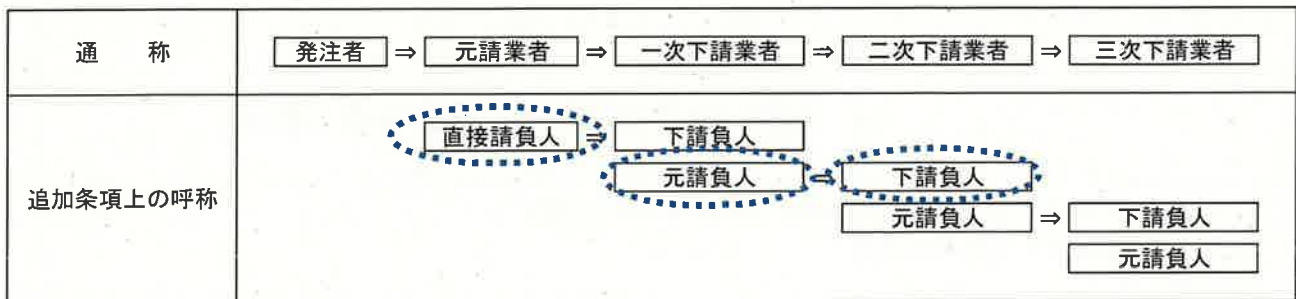 通　称
発注者 ⇒ 元請業者 ⇒ 一次下請業者 ⇒ 二次下請業者 ⇒ 三次下請業者
追加条項上の呼称
直接請負人 ⇒ 下請負人
元請負人 ⇒ 下請負人
元請負人 ⇒ 下請負人
元請負人